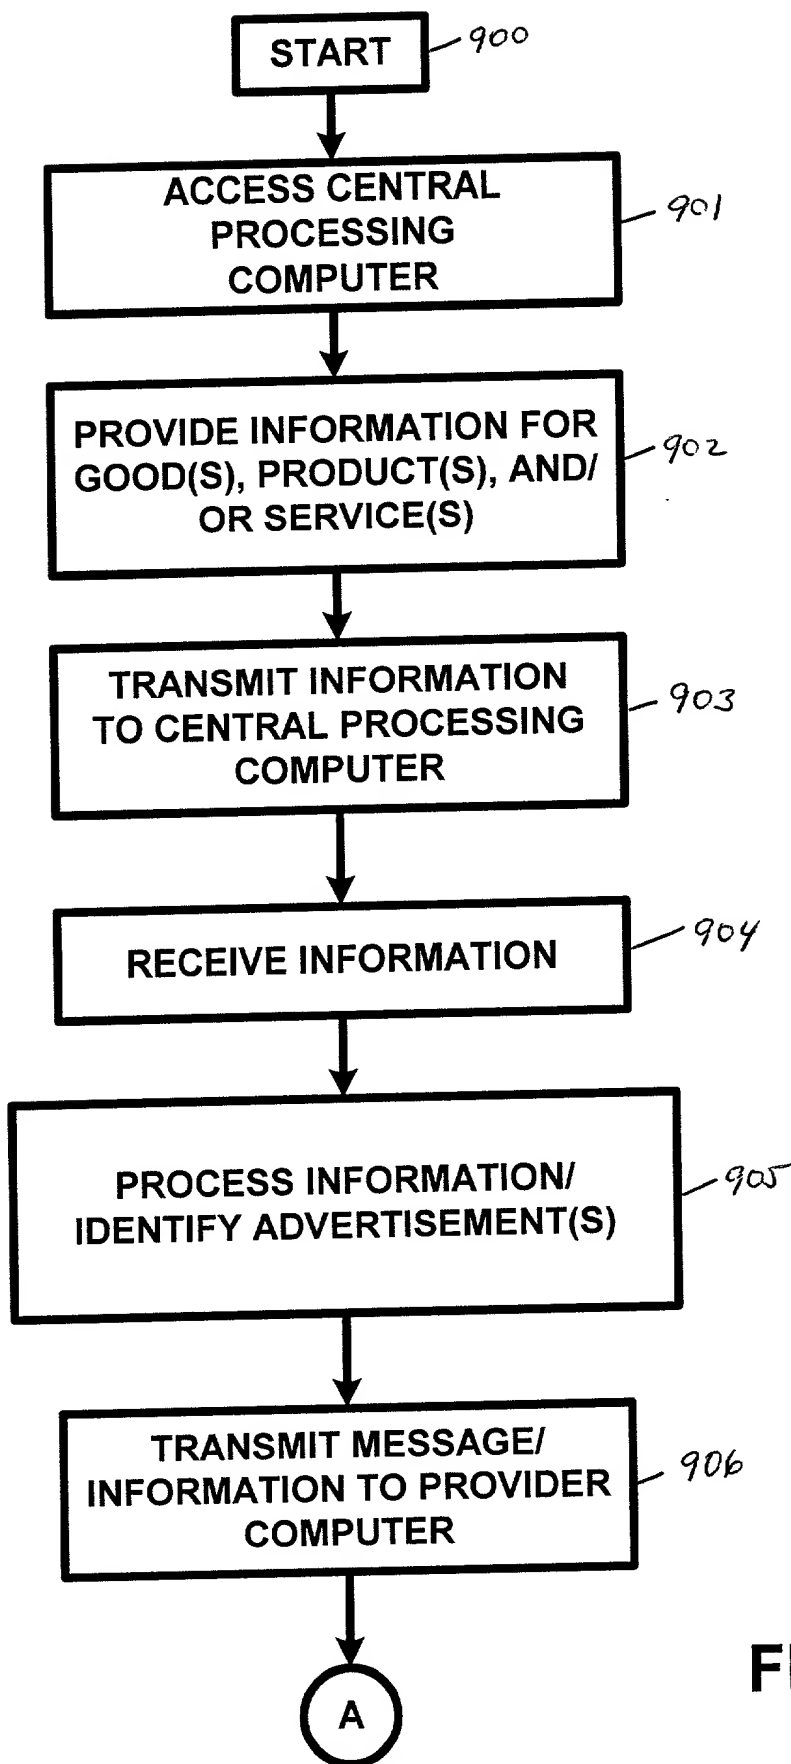 START
900
ACCESS CENTRAL
PROCESSING
COMPUTER
901
PROVIDE INFORMATION FOR
GOOD(S), PRODUCT(S), AND/
OR SERVICE(S)
902
TRANSMIT INFORMATION
TO CENTRAL PROCESSING
COMPUTER
903
RECEIVE INFORMATION
904
PROCESS INFORMATION/
IDENTIFY ADVERTISEMENT(S)
905
TRANSMIT MESSAGE/
INFORMATION TO PROVIDER
COMPUTER
906
A